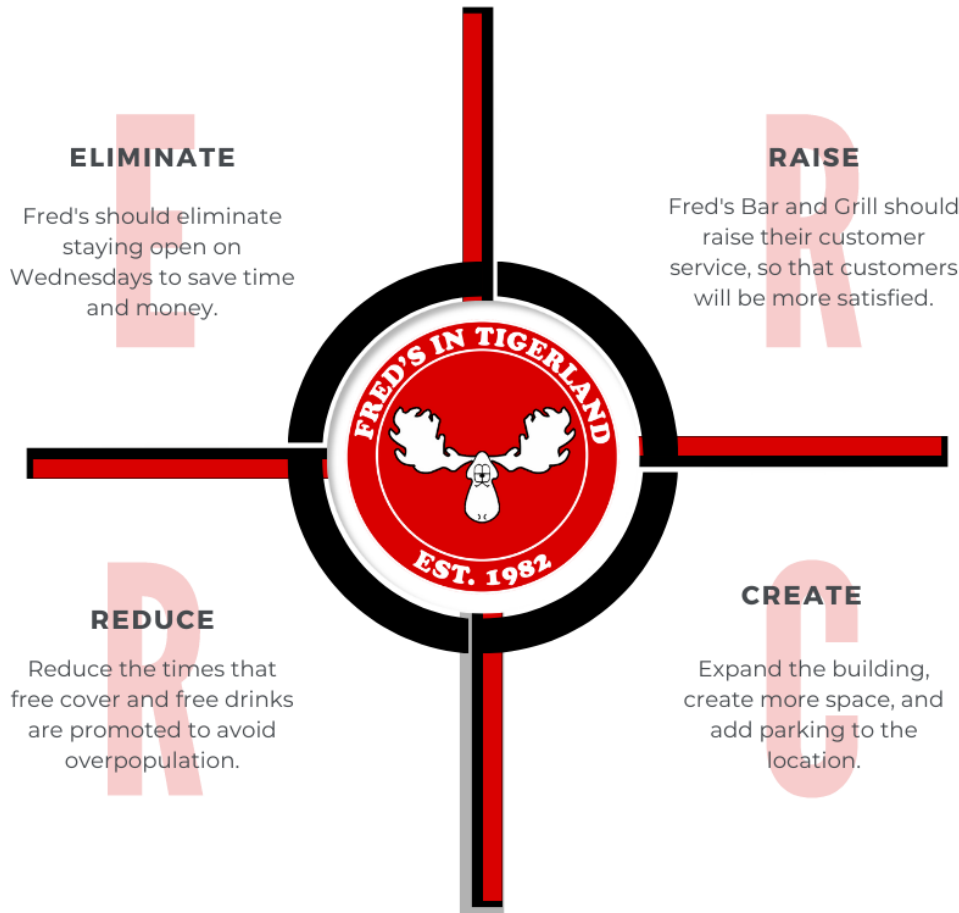 E
ELIMINATE
Fred's should eliminate
staying open on
Wednesdays to save time
and money.
R
RAISE
Fred's Bar and Grill should
raise their customer
service, so that customers
will be more satisfied.
FRED'S IN TIGERLAND
EST. 1982
R
REDUCE
Reduce the times that
free cover and free drinks
are promoted to avoid
overpopulation.
C
CREATE
Expand the building,
create more space, and
add parking to the
location.